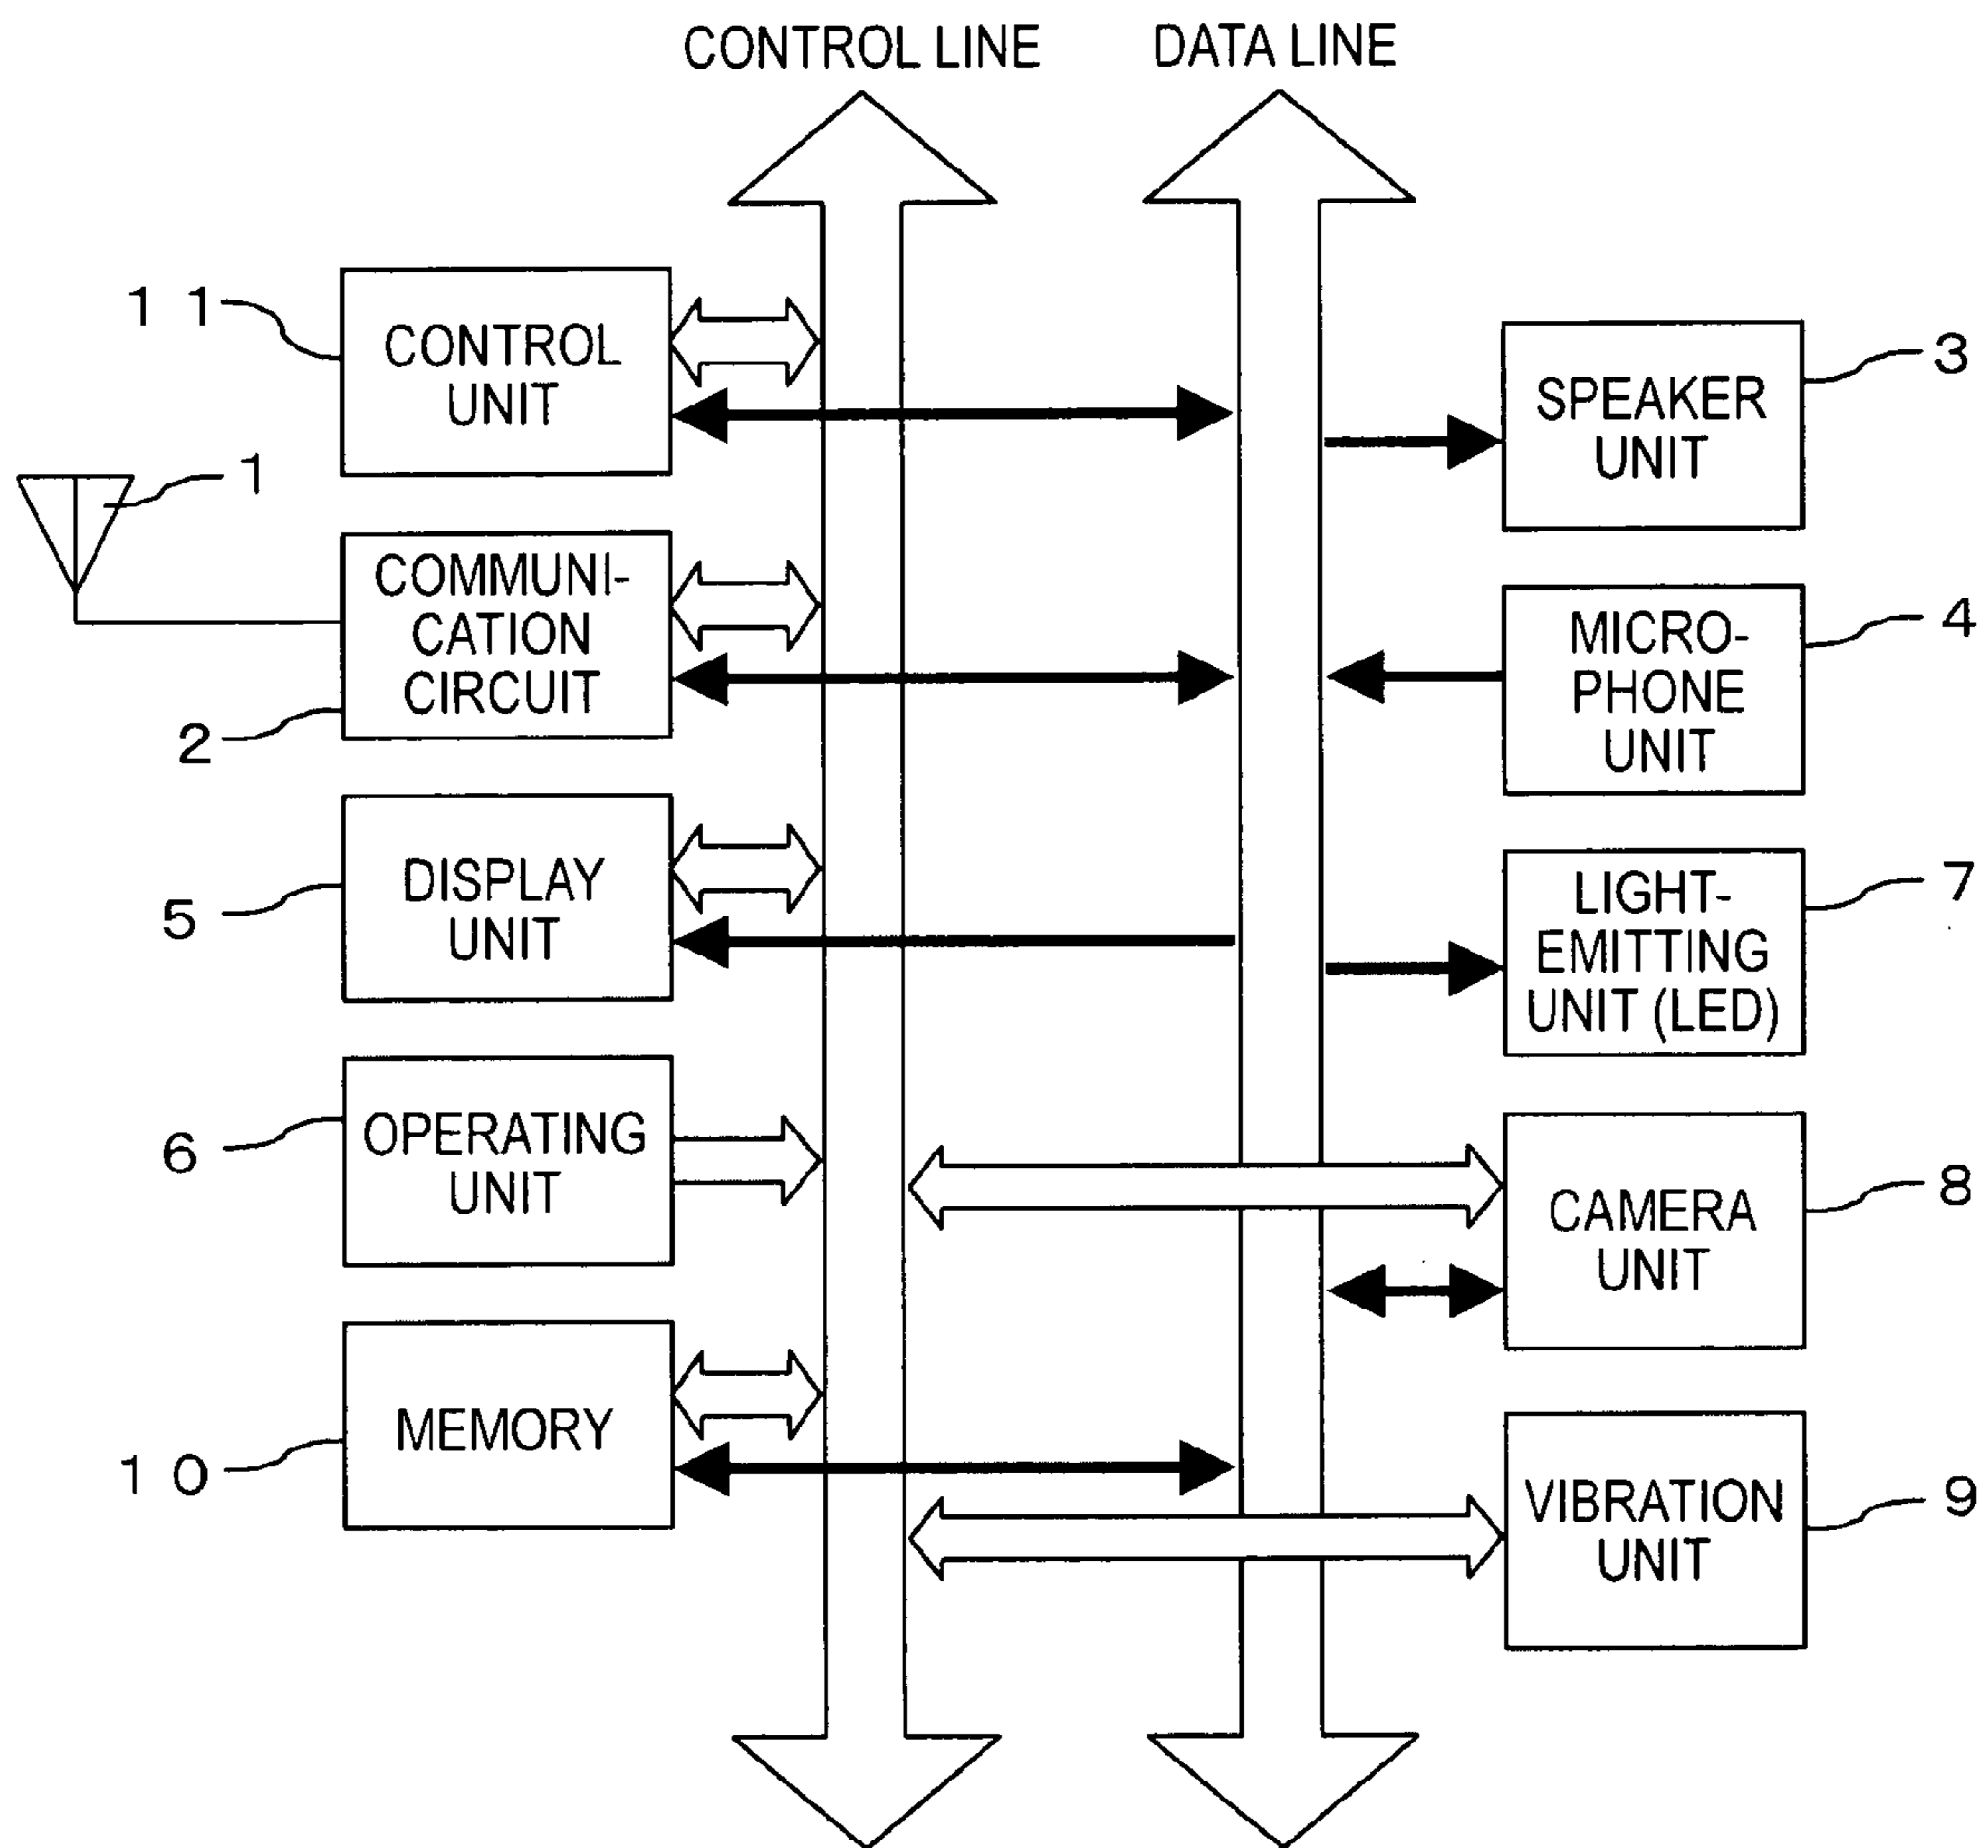 CONTROL LINE
DATA LINE
11
CONTROL
UNIT
1
COMMUNI-
CATION
CIRCUIT
2
DISPLAY
UNIT
5
OPERATING
UNIT
6
MEMORY
10
SPEAKER
UNIT
3
MICRO-
PHONE
UNIT
4
LIGHT-
EMITTING
UNIT (LED)
7
CAMERA
UNIT
8
VIBRATION
UNIT
9